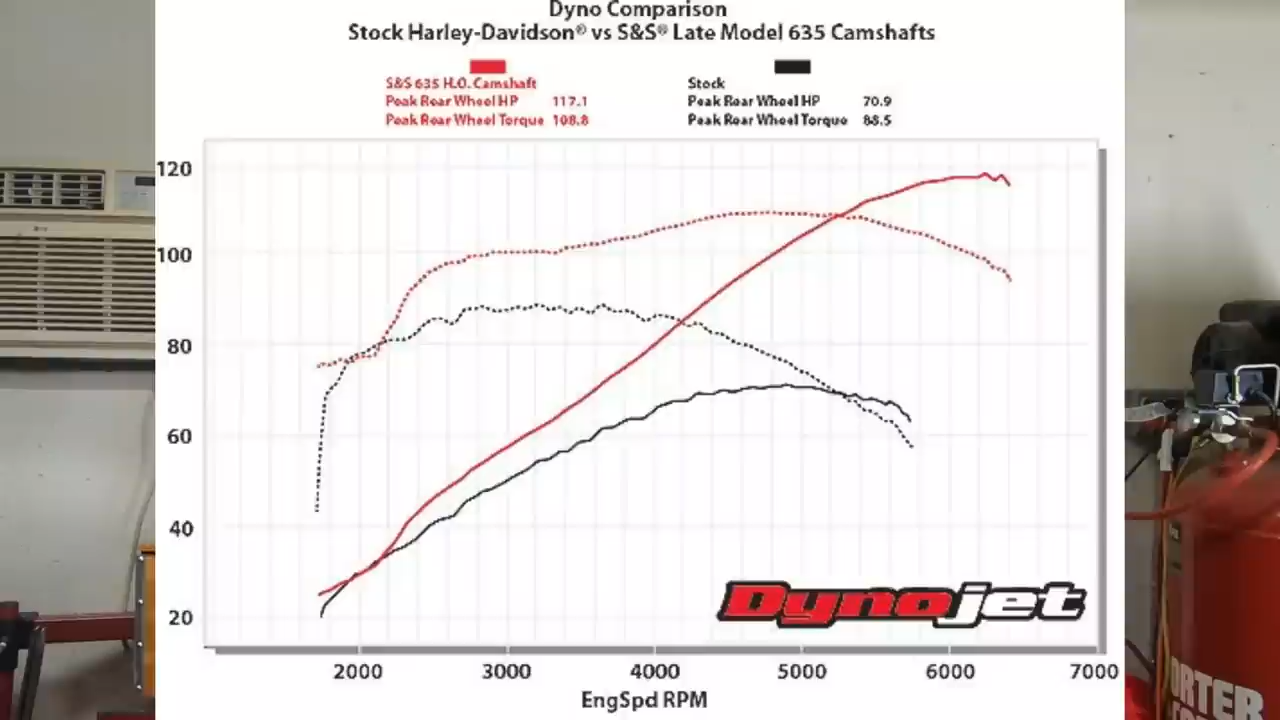 Dyno Comparison
Stock Harley-Davidson® vs S&S® Late Model 635 Camshafts
S&S 635 H.O. Camshaft
Peak Rear Wheel HP 117.1
Peak Rear Wheel Torque 108.8
Stock
Peak Rear Wheel HP 70.9
Peak Rear Wheel Torque 88.5
120
100
80
60
40
20
Dynojet
2000 3000 4000 5000 6000 7000
EngSpd RPM
ORTER